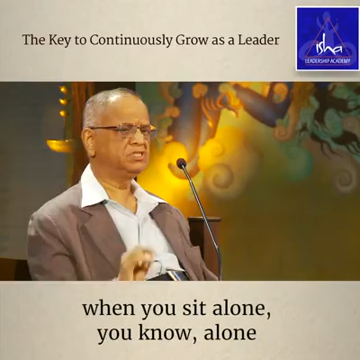 The Key to Continuously Grow as a Leader
isha
LEADERSHIP ACADEMY
when you sit alone,
you know, alone